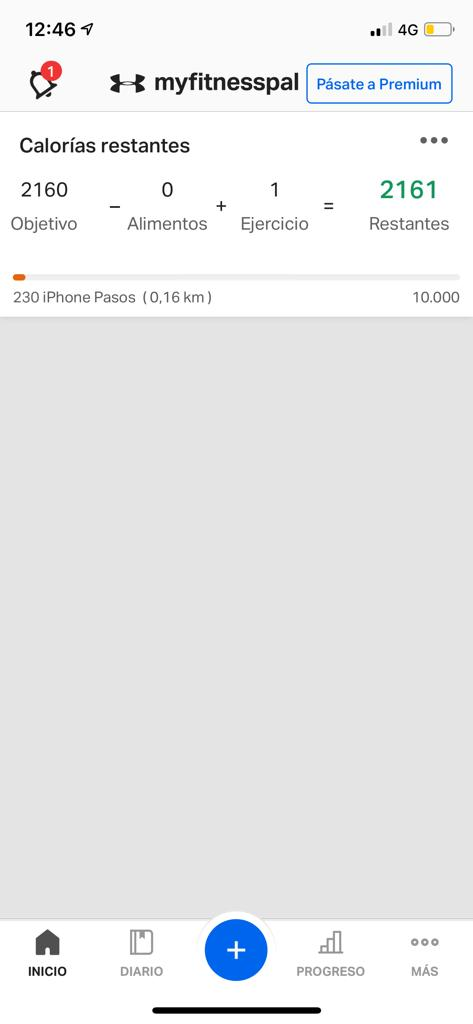 12:46 4G
1
myfitnesspal Pásate a Premium
Calorías restantes
2160 – 0 + 1 = 2161
Objetivo Alimentos Ejercicio Restantes
230 iPhone Pasos ( 0,16 km ) 10.000
+
INICIO DIARIO PROGRESO MÁS